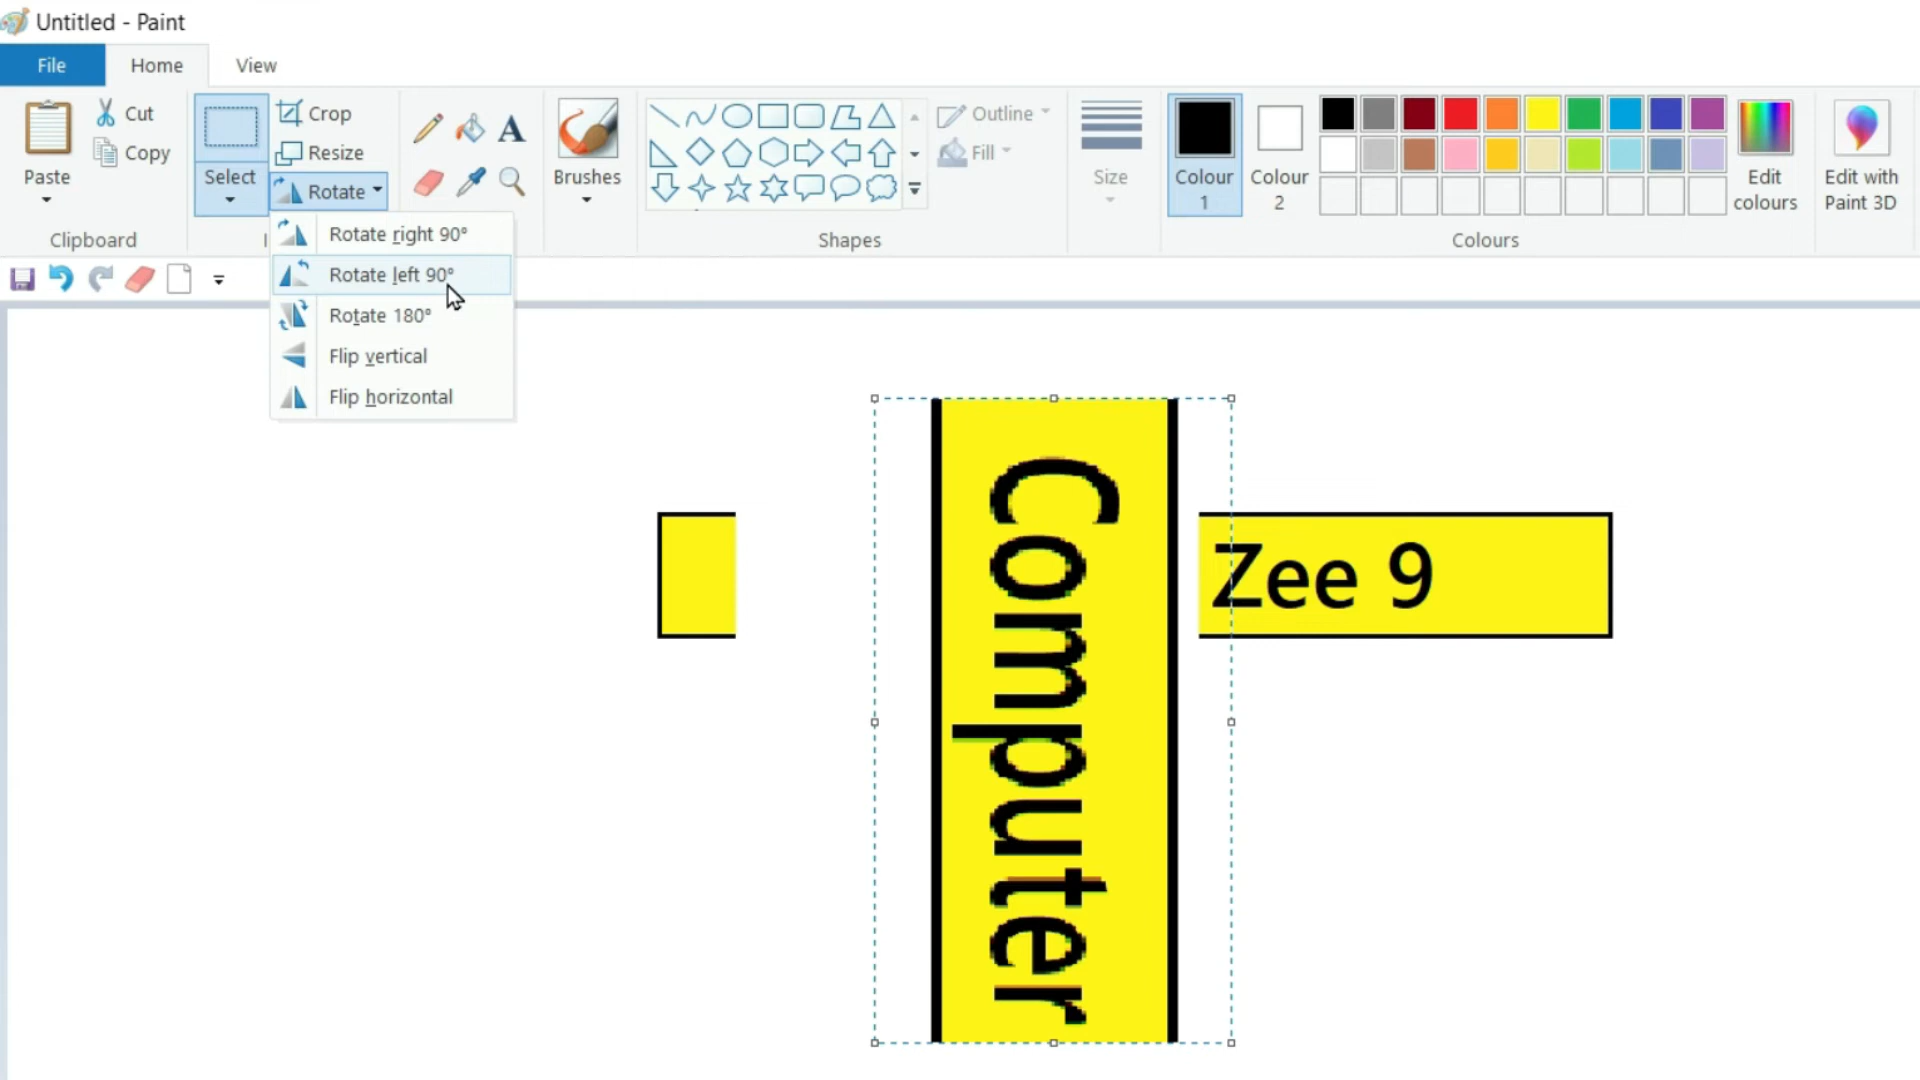 Untitled - Paint
File Home View
Paste
Cut
Copy
Clipboard
Select
Crop
Resize
Rotate
Rotate right 90°
Rotate left 90°
Rotate 180°
Flip vertical
Flip horizontal
A
Brushes
Outline
Fill
Shapes
Size
Colour 1
Colour 2
Edit colours
Colours
Edit with Paint 3D
Computer
Zee 9